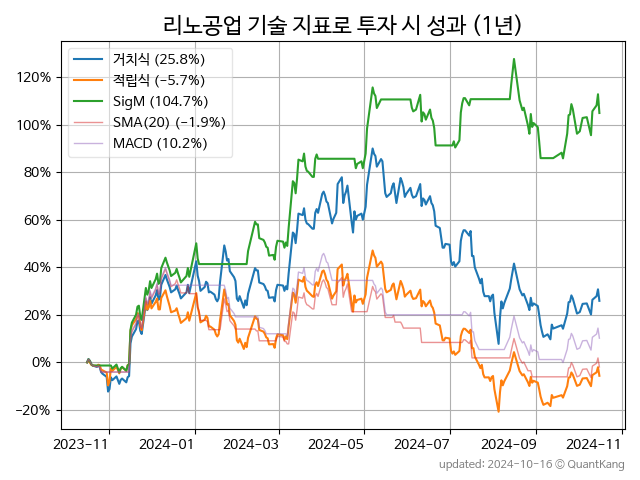 리노공업 기술 지표로 투자 시 성과 (1년)
거치식 (25.8%)
적립식 (−5.7%)
SigM (104.7%)
SMA(20) (−1.9%)
MACD (10.2%)
120%
100%
80%
60%
40%
20%
0%
−20%
2023-11 2024-01 2024-03 2024-05 2024-07 2024-09 2024-11
updated: 2024-10-16 © QuantKang